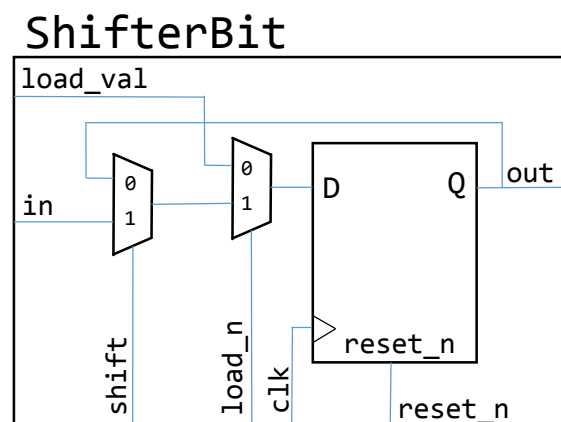 ShifterBit
load_val
0
1
in
0
1
D
Q
out
shift
load_n
clk
reset_n
reset_n